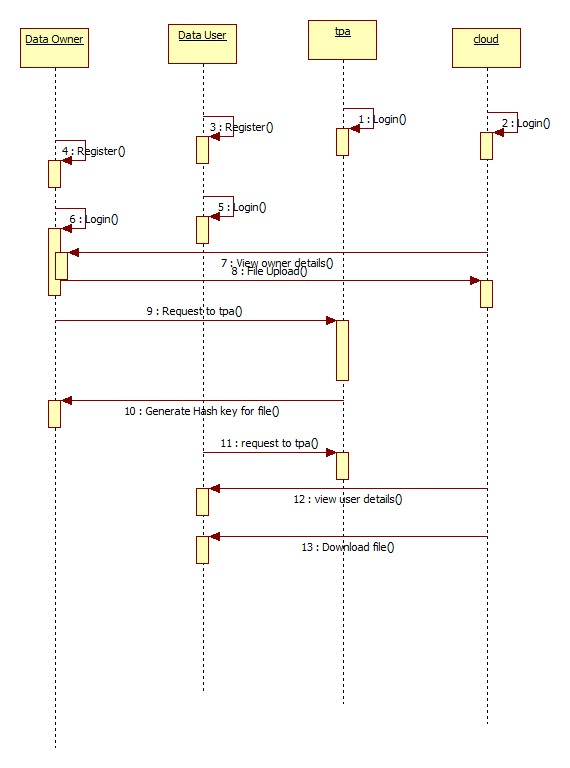 Data Owner
Data User
tpa
cloud
1 : Login()
2 : Login()
3 : Register()
4 : Register()
5 : Login()
6 : Login()
7 : View owner details()
8 : File Upload()
9 : Request to tpa()
10 : Generate Hash key for file()
11 : request to tpa()
12 : view user details()
13 : Download file()